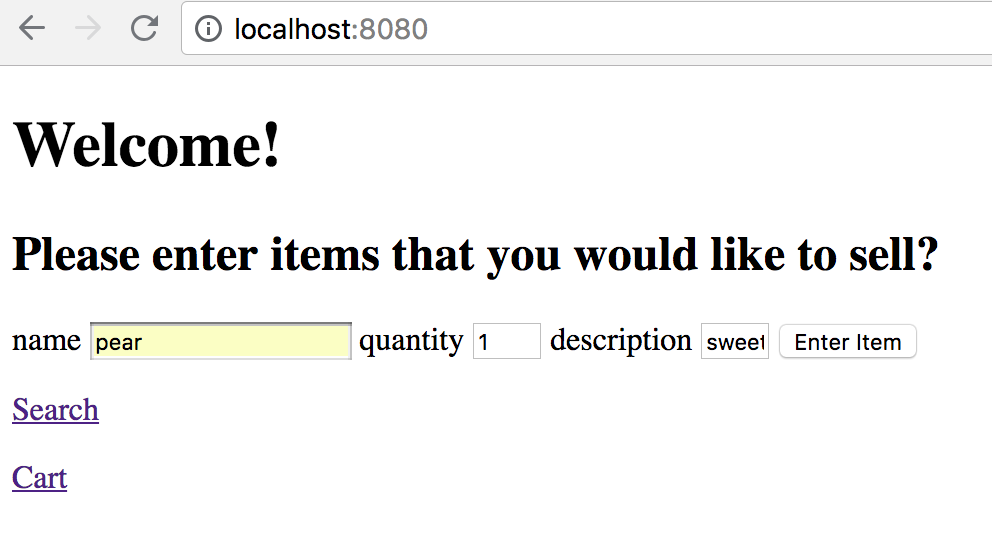 localhost:8080
Welcome!
Please enter items that you would like to sell?
name pear quantity 1 description sweet Enter Item
Search
Cart